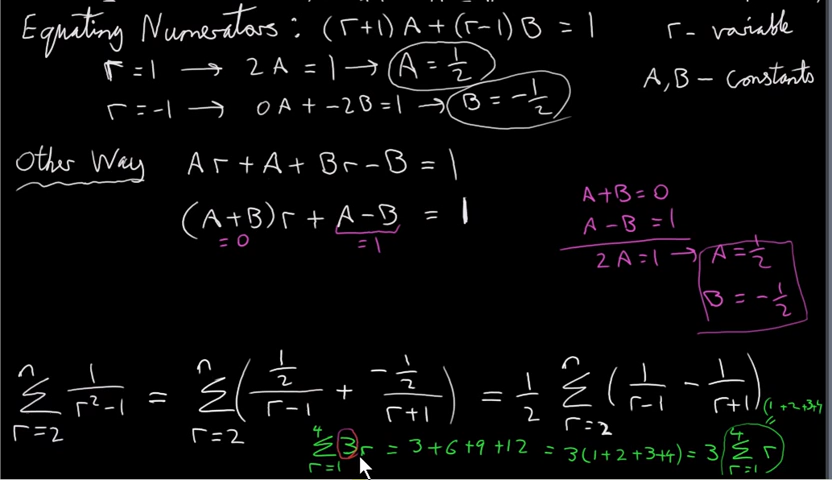 Equating Numerators: (r+1) A + (r-1) B = 1
r - variable
r = 1 → 2A = 1 → A = 1/2
A, B - constants
r = -1 → 0A + -2B = 1 → B = -1/2
Other Way Ar + A + Br - B = 1
(A+B)r + A-B = 1
=0 =1
A+B = 0
A-B = 1
2A = 1 → A = 1/2
B = -1/2
∑_{r=2}^{n} 1/(r²-1) = ∑_{r=2}^{n} ( (1/2)/(r-1) + (-1/2)/(r+1) ) = 1/2 ∑_{r=2}^{n} ( 1/(r-1) - 1/(r+1) )
(1+2+3+4
∑_{r=1}^{4} 3r = 3+6+9+12 = 3(1+2+3+4) = 3 ∑_{r=1}^{4} r